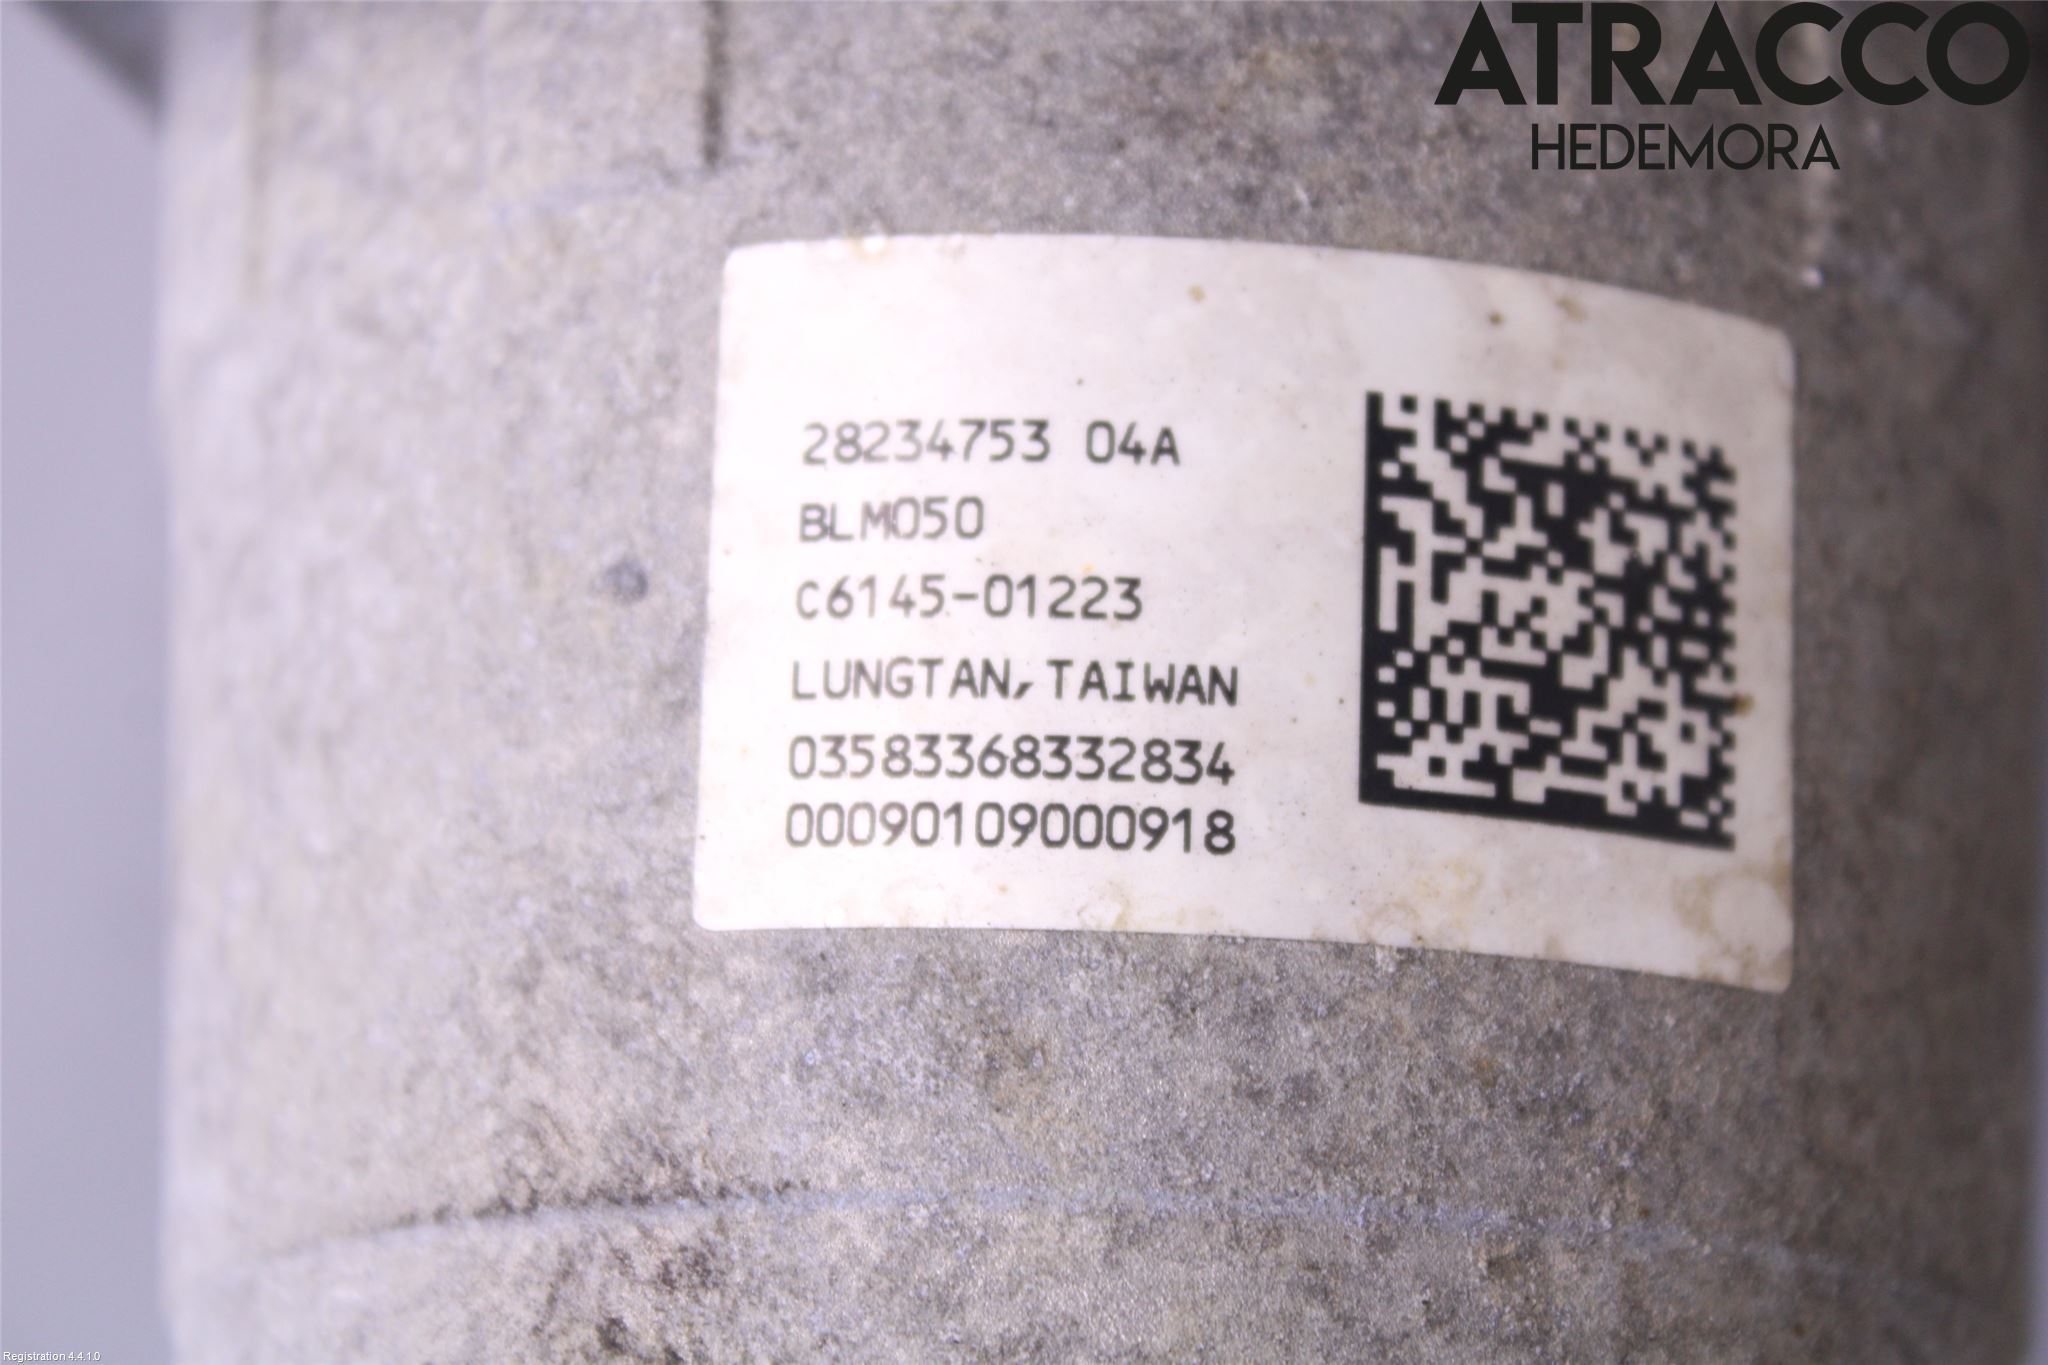 ATRACCO
HEDEMORA
28234753 04A
BLM050
C6145-01223
LUNGTAN, TAIWAN
03583368332834
00090109000918
Registration 4.4.1.0